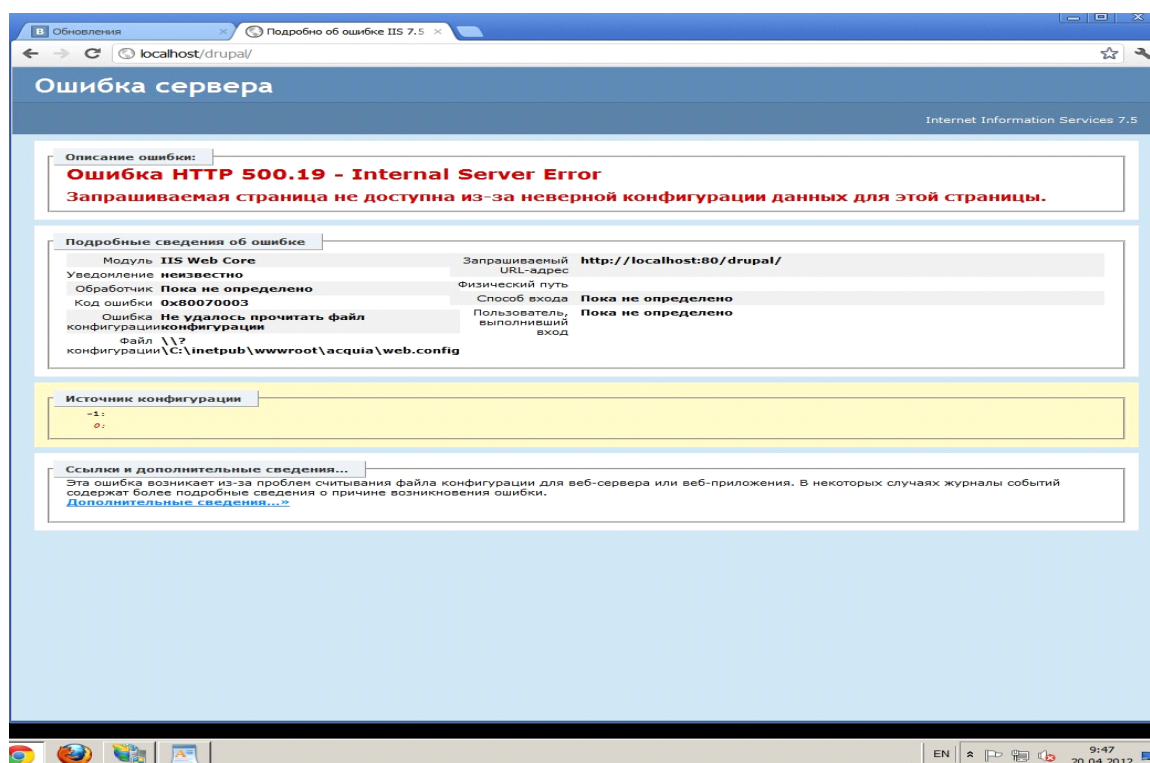 В Обновления
Подробно об ошибке IIS 7.5
localhost/drupal/
Ошибка сервера
Internet Information Services 7.5
Описание ошибки:
Ошибка HTTP 500.19 - Internal Server Error
Запрашиваемая страница не доступна из-за неверной конфигурации данных для этой страницы.
Подробные сведения об ошибке
Модуль IIS Web Core
Уведомление неизвестно
Обработчик Пока не определено
Код ошибки 0x80070003
Ошибка конфигурации Не удалось прочитать файл
конфигурации
Файл конфигурации \\?
\C:\inetpub\wwwroot\acquia\web.config
Запрашиваемый URL-адрес http://localhost:80/drupal/
Физический путь
Способ входа Пока не определено
Пользователь, выполнивший вход Пока не определено
Источник конфигурации
-1:
0:
Ссылки и дополнительные сведения...
Эта ошибка возникает из-за проблем считывания файла конфигурации для веб-сервера или веб-приложения. В некоторых случаях журналы событий
содержат более подробные сведения о причине возникновения ошибки.
Дополнительные сведения...»
EN
9:47
20.04.2012